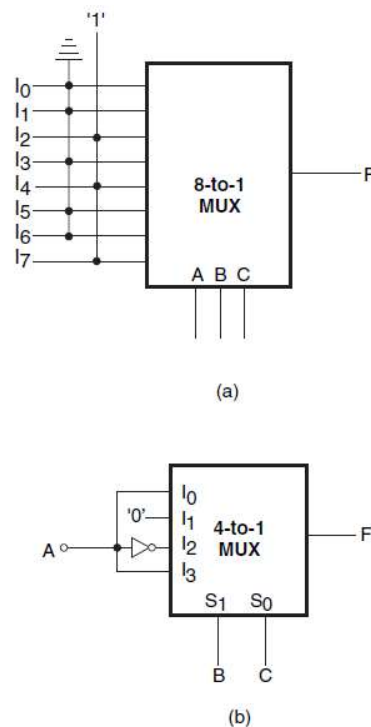 '1'
I0
I1
I2
I3
I4
I5
I6
I7
8-to-1
MUX
F
A B C
(a)
I0
'0'
I1
4-to-1
MUX
F
A
I2
I3
S1 S0
B C
(b)